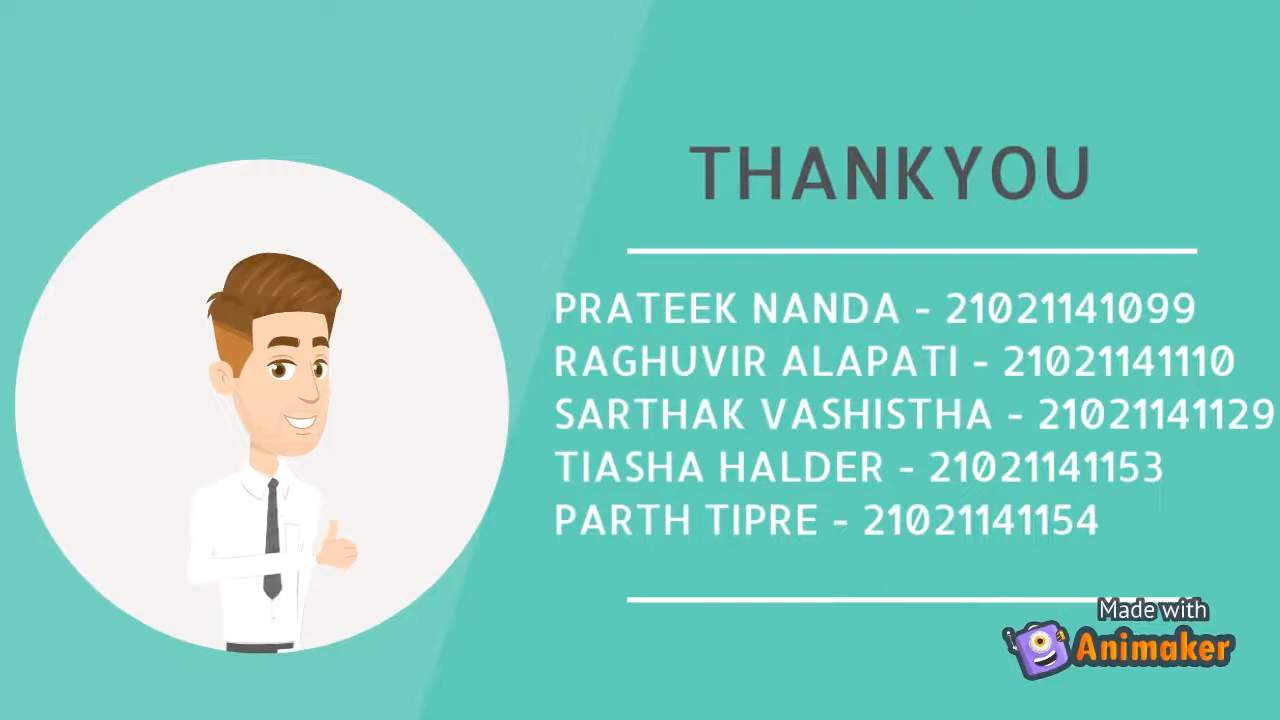 THANKYOU
PRATEEK NANDA - 21021141099
RAGHUVIR ALAPATI - 21021141110
SARTHAK VASHISTHA - 21021141129
TIASHA HALDER - 21021141153
PARTH TIPRE - 21021141154
Made with
Animaker